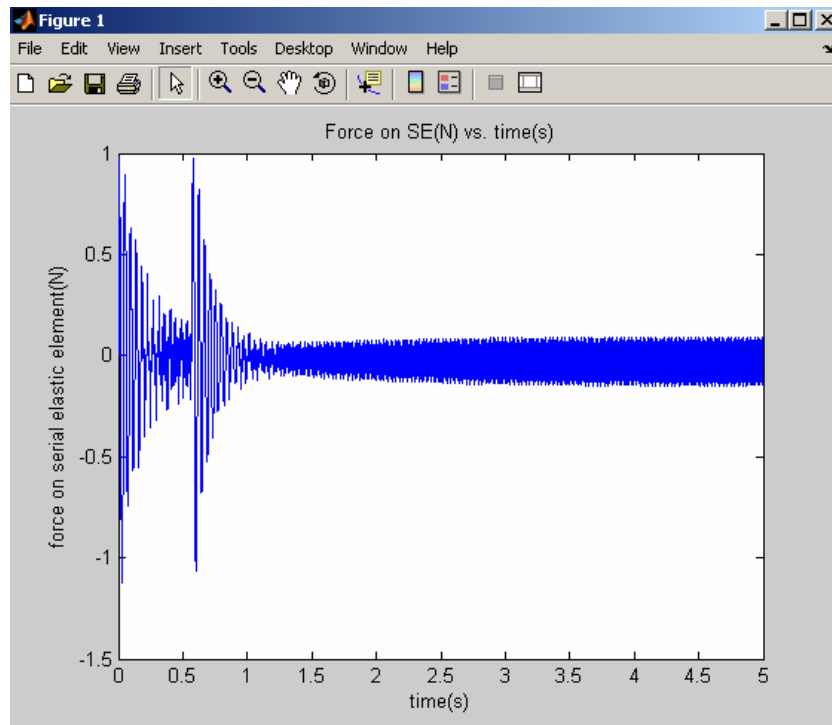 Figure 1
File Edit View Insert Tools Desktop Window Help
Force on SE(N) vs. time(s)
force on serial elastic element(N)
1
0.5
0
-0.5
-1
-1.5
0 0.5 1 1.5 2 2.5 3 3.5 4 4.5 5
time(s)